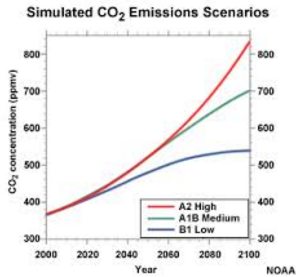 Simulated CO₂ Emissions Scenarios
CO₂ concentration (ppmv)
800
700
600
500
400
300
800
700
600
500
400
300
A2 High
A1B Medium
B1 Low
2000 2020 2040 2060 2080 2100
Year
NOAA